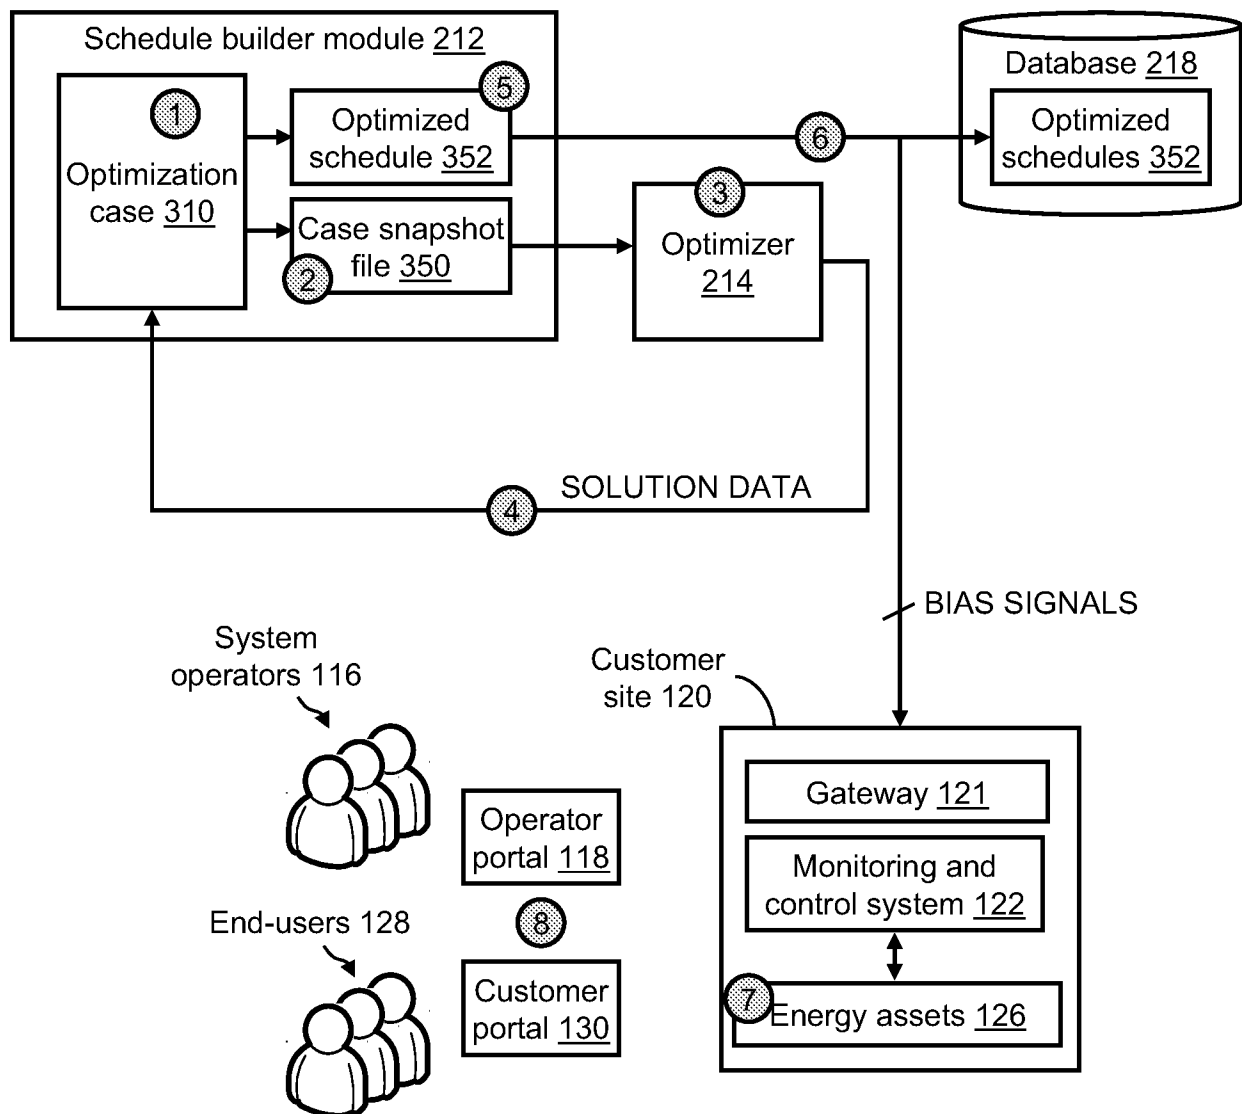 Schedule builder module 212
1
Optimization
case 310
5
Optimized
schedule 352
2
Case snapshot
file 350
3
Optimizer
214
6
Database 218
Optimized
schedules 352
4
SOLUTION DATA
BIAS SIGNALS
System
operators 116
Customer
site 120
Operator
portal 118
8
End-users 128
Customer
portal 130
Gateway 121
Monitoring and
control system 122
7
Energy assets 126